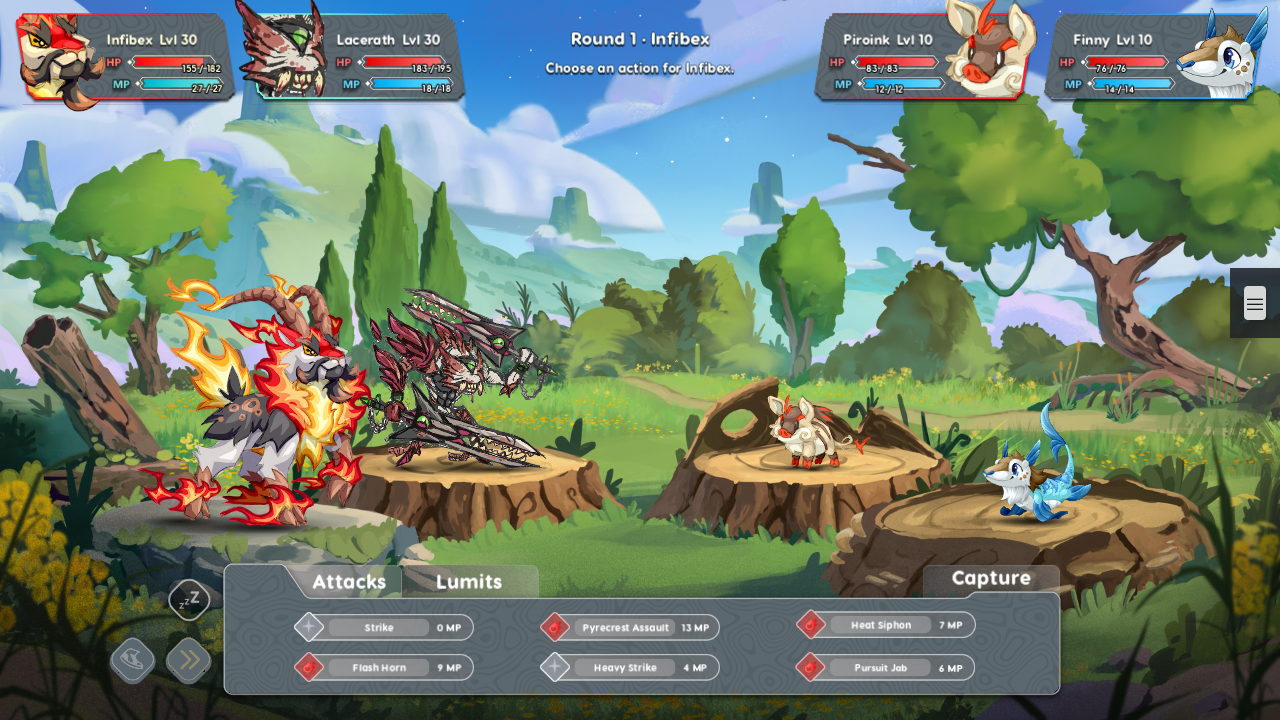 Infibex Lvl 30
HP 155/182
MP 27/27
Lacerath Lvl 30
HP 183/195
MP 18/18
Round 1 · Infibex
Choose an action for Infibex.
Piroink Lvl 10
HP 83/83
MP 12/12
Finny Lvl 10
HP 76/76
MP 14/14
zzZ
Attacks
Lumits
Capture
Strike 0 MP
Pyrecrest Assault 13 MP
Heat Siphon 7 MP
Flash Horn 9 MP
Heavy Strike 4 MP
Pursuit Jab 6 MP